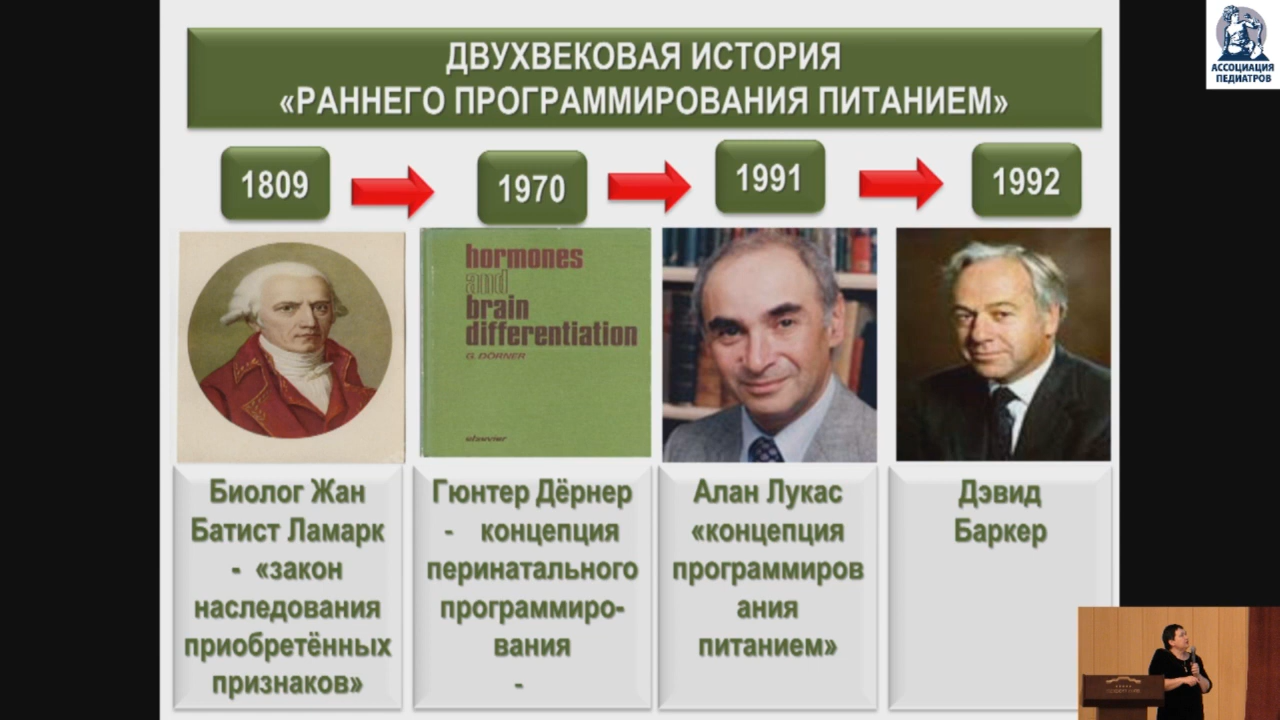 ДВУХВЕКОВАЯ ИСТОРИЯ
«РАННЕГО ПРОГРАММИРОВАНИЯ ПИТАНИЕМ»
АССОЦИАЦИЯ
ПЕДИАТРОВ
1809
1970
1991
1992
hormones
and
brain
differentiation
G. DÖRNER
elsevier
Биолог Жан
Батист Ламарк
- «закон
наследования
приобретённых
признаков»
Гюнтер Дёрнер
- концепция
перинатального
программиро-
вания
-
Алан Лукас
«концепция
программиров
ания
питанием»
Дэвид
Баркер